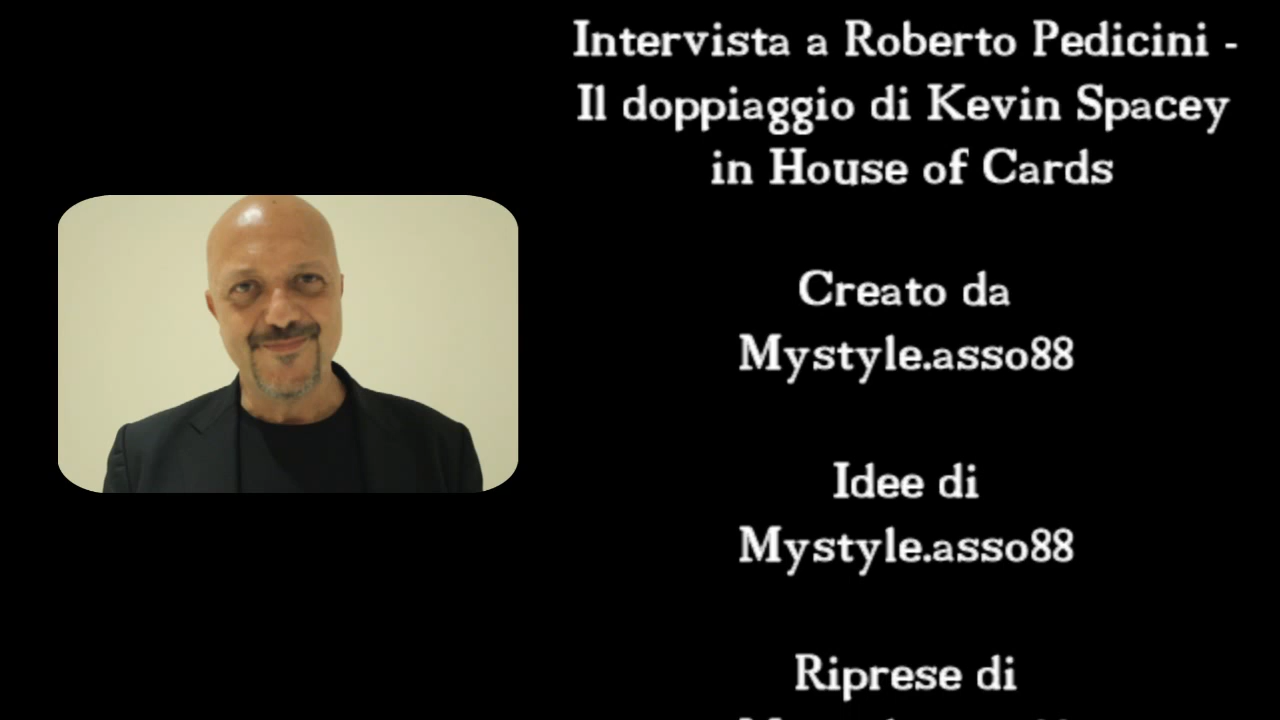 Intervista a Roberto Pedicini -
Il doppiaggio di Kevin Spacey
in House of Cards
Creato da
Mystyle.asso88
Idee di
Mystyle.asso88
Riprese di